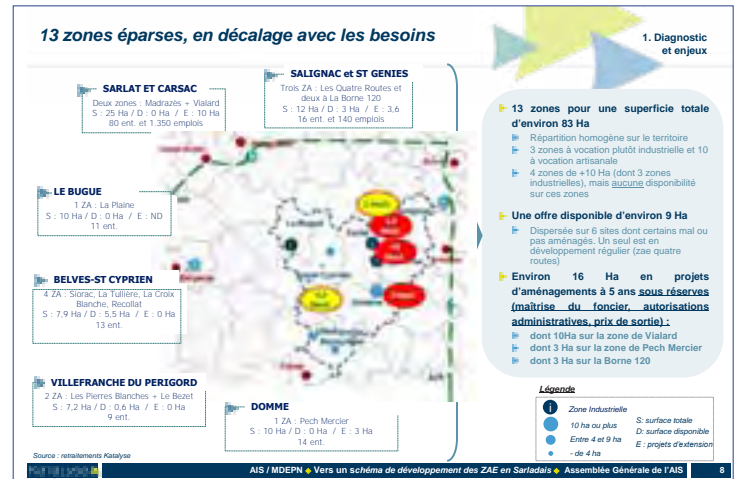 13 zones éparses, en décalage avec les besoins
1. Diagnostic
et enjeux
SARLAT ET CARSAC
Deux zones : Madrazès + Vialard
S : 25 Ha / D : 0 Ha / E : 10 Ha
80 ent. et 1.350 emplois
SALIGNAC et ST GENIES
Trois ZA : Les Quatre Routes et
deux à La Borne 120
S : 12 Ha / D : 3 Ha / E : 3,6
16 ent. et 140 emplois
LE BUGUE
1 ZA : La Plaine
S : 10 Ha / D : 0 Ha / E : ND
11 ent.
BELVES-ST CYPRIEN
4 ZA : Siorac, La Tullière, La Croix
Blanche, Recollat
S : 7,9 Ha / D : 5,5 Ha / E : 0 Ha
13 ent.
VILLEFRANCHE DU PERIGORD
2 ZA : Les Pierres Blanches + Le Bezet
S : 7,2 Ha / D : 0,6 Ha / E : 0 Ha
9 ent.
DOMME
1 ZA : Pech Mercier
S : 10 Ha / D : 0 Ha / E : 3 Ha
14 ent.
13 zones pour une superficie totale
d'environ 83 Ha
Répartition homogène sur le territoire
3 zones à vocation plutôt industrielle et 10
à vocation artisanale
4 zones de +10 Ha (dont 3 zones
industrielles), mais aucune disponibilité
sur ces zones
Une offre disponible d'environ 9 Ha
Dispersée sur 6 sites dont certains mal ou
pas aménagés. Un seul est en
développement régulier (zae quatre
routes)
Environ 16 Ha en projets
d'aménagements à 5 ans sous réserves
(maîtrise du foncier, autorisations
administratives, prix de sortie) :
dont 10Ha sur la zone de Vialard
dont 3 Ha sur la zone de Pech Mercier
dont 3 Ha sur la Borne 120
Légende
i Zone Industrielle
10 ha ou plus
Entre 4 et 9 ha
- de 4 ha
S: surface totale
D: surface disponible
E : projets d'extension
Source : retraitements Katalyse
AIS / MDEPN ◆ Vers un schéma de développement des ZAE en Sarladais ◆ Assemblée Générale de l'AIS
8